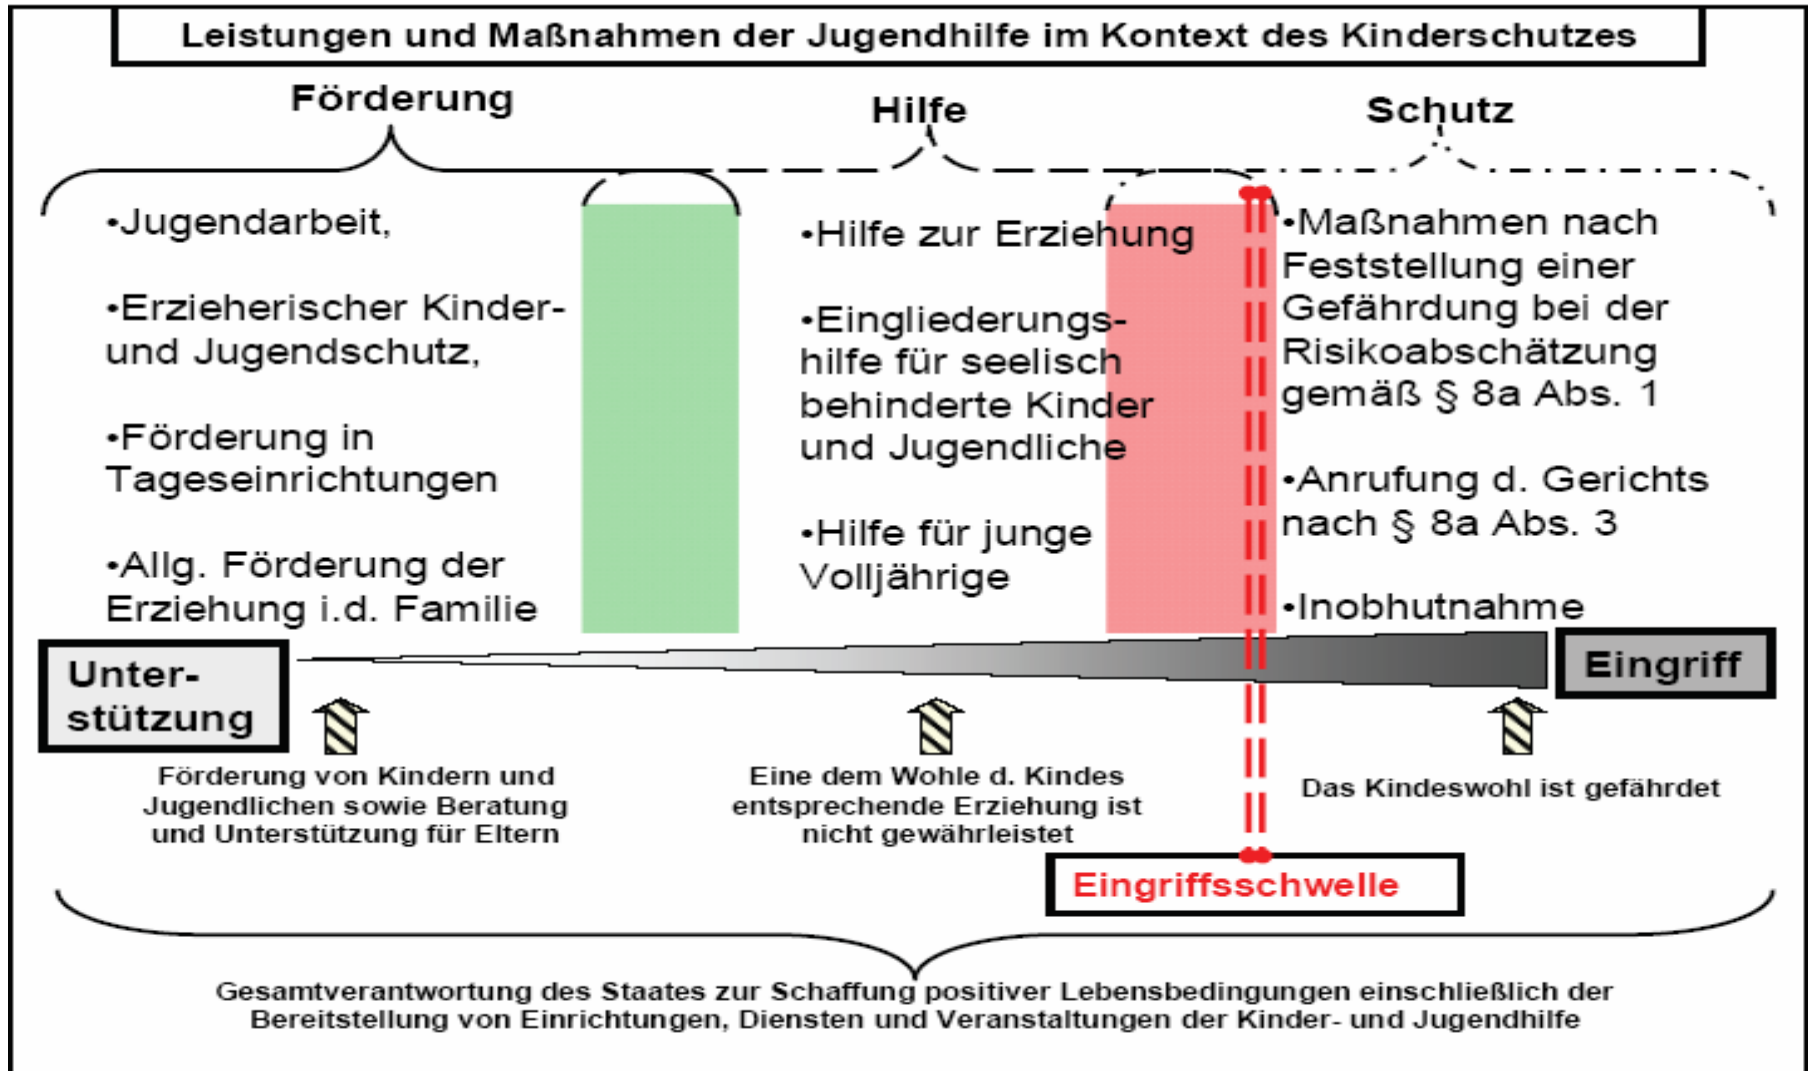 Leistungen und Maßnahmen der Jugendhilfe im Kontext des Kinderschutzes
Förderung
•Jugendarbeit,
•Erzieherischer Kinder-
und Jugendschutz,
•Förderung in
Tageseinrichtungen
•Allg. Förderung der
Erziehung i.d. Familie
Hilfe
•Hilfe zur Erziehung
•Eingliederungs-
hilfe für seelisch
behinderte Kinder
und Jugendliche
•Hilfe für junge
Volljährige
Schutz
•Maßnahmen nach
Feststellung einer
Gefährdung bei der
Risikoabschätzung
gemäß § 8a Abs. 1
•Anrufung d. Gerichts
nach § 8a Abs. 3
•Inobhutnahme
Unter-
stützung
Eingriff
Förderung von Kindern und
Jugendlichen sowie Beratung
und Unterstützung für Eltern
Eine dem Wohle d. Kindes
entsprechende Erziehung ist
nicht gewährleistet
Das Kindeswohl ist gefährdet
Eingriffsschwelle
Gesamtverantwortung des Staates zur Schaffung positiver Lebensbedingungen einschließlich der
Bereitstellung von Einrichtungen, Diensten und Veranstaltungen der Kinder- und Jugendhilfe